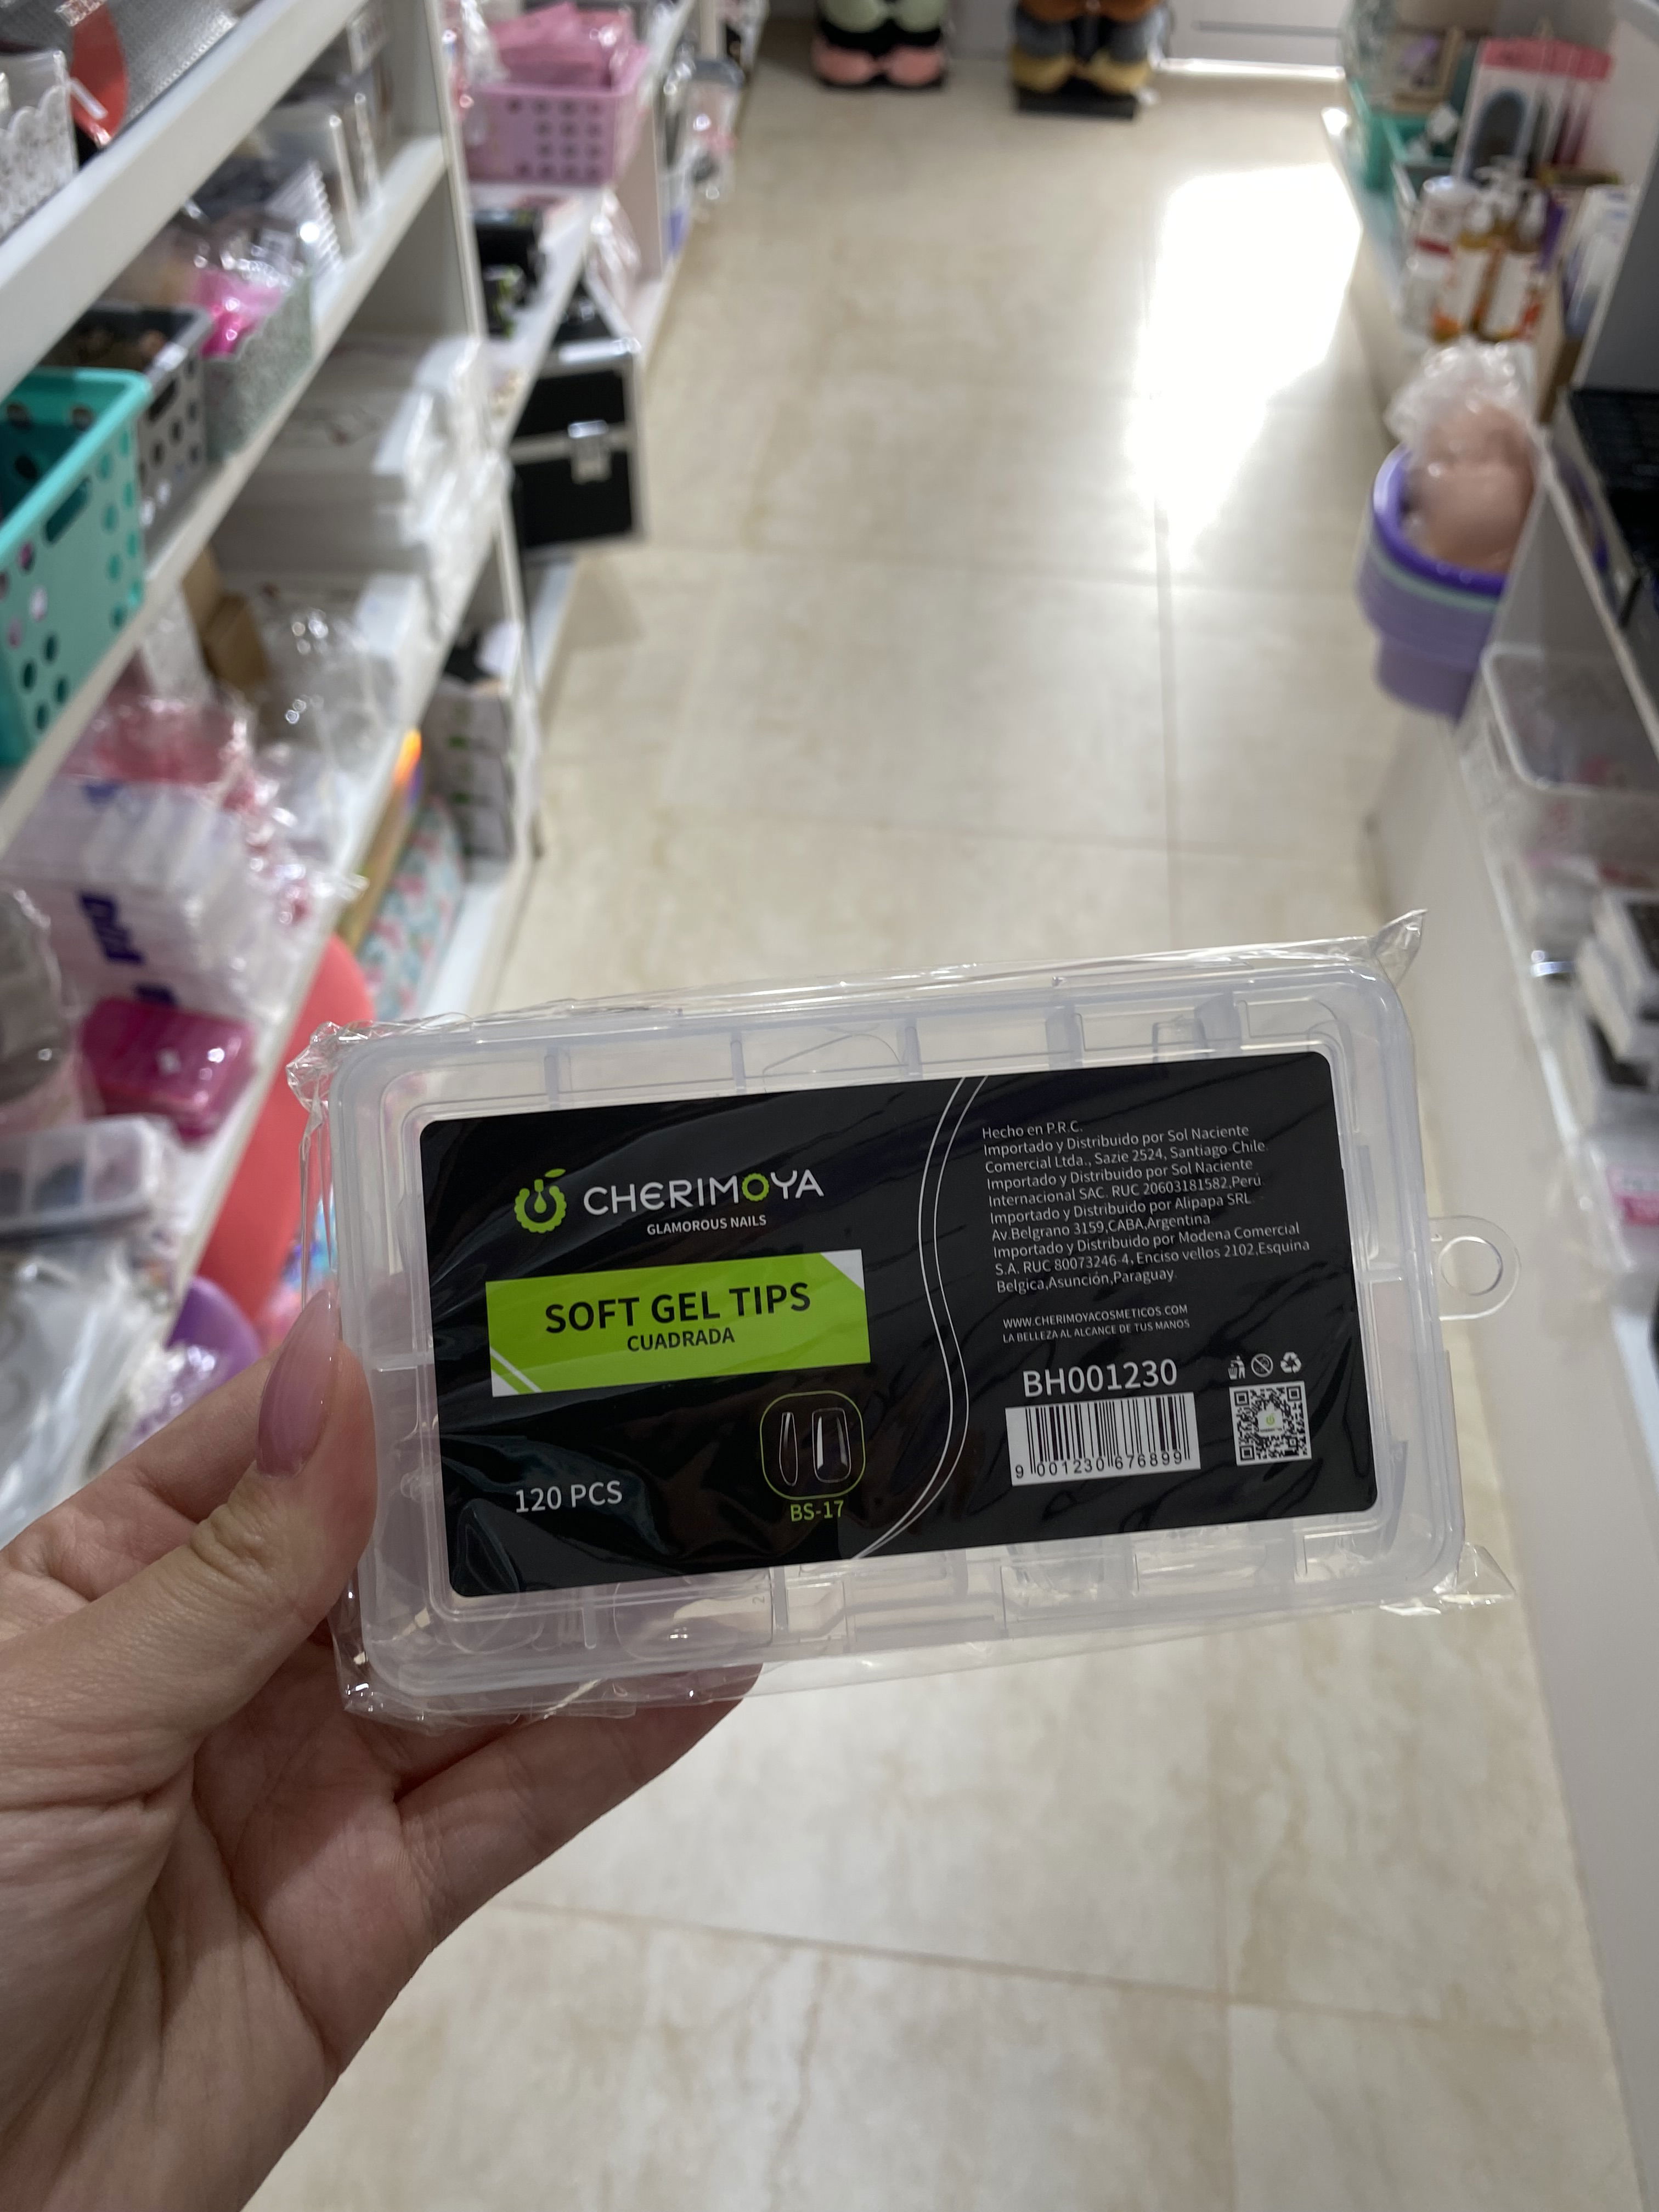 CHERIMOYA
GLAMOROUS NAILS
SOFT GEL TIPS
CUADRADA
120 PCS
BS-17
Hecho en P.R.C.
Importado y Distribuido por Sol Naciente
Comercial Ltda., Sazie 2524, Santiago-Chile
Importado y Distribuido por Sol Naciente
Internacional SAC. RUC 20603181582,Perú
Importado y Distribuido por Alipapa SRL
Av.Belgrano 3159,CABA,Argentina
Importado y Distribuido por Modena Comercial
S.A. RUC 80073246-4, Enciso vellos 2102,Esquina
Belgica,Asunción,Paraguay
WWW.CHERIMOYACOSMETICOS.COM
LA BELLEZA AL ALCANCE DE TUS MANOS
BH001230
9 001230 676899